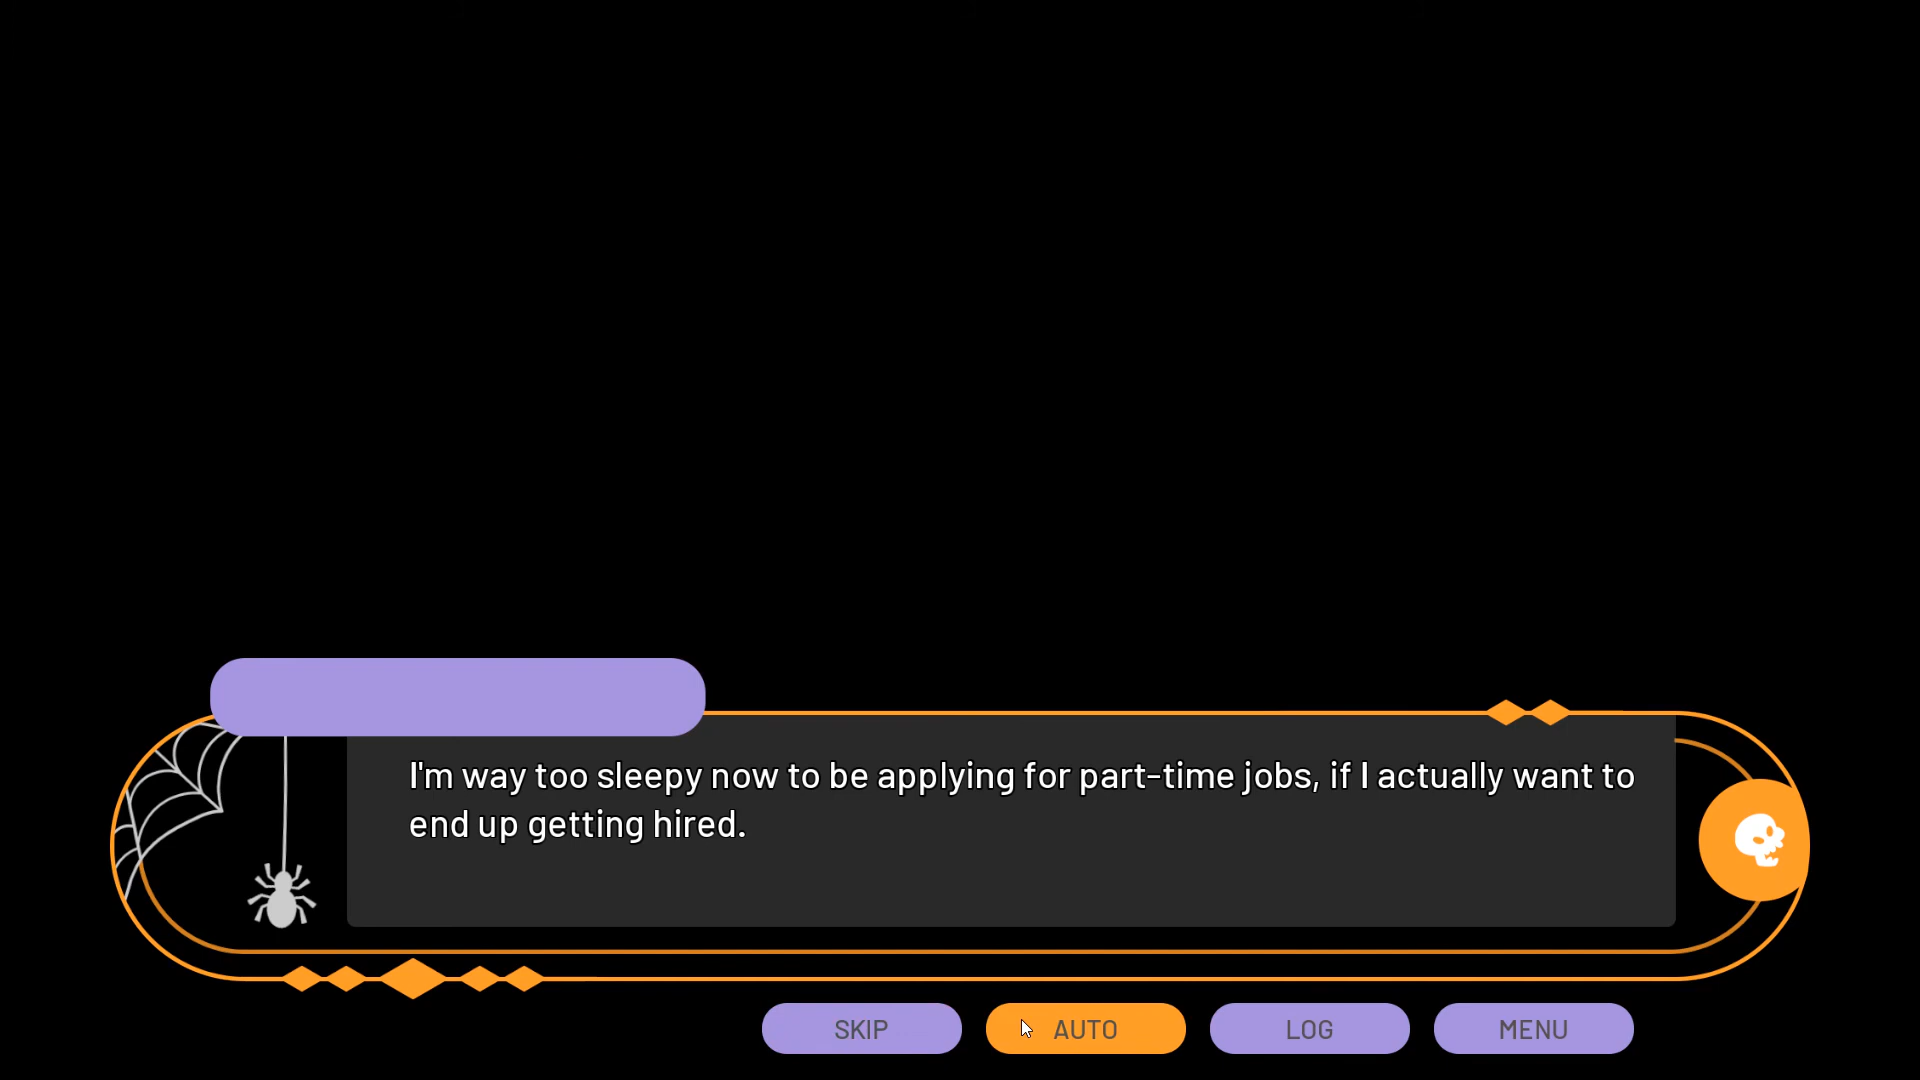 I'm way too sleepy now to be applying for part-time jobs, if I actually want to
end up getting hired.
SKIP
AUTO
LOG
MENU